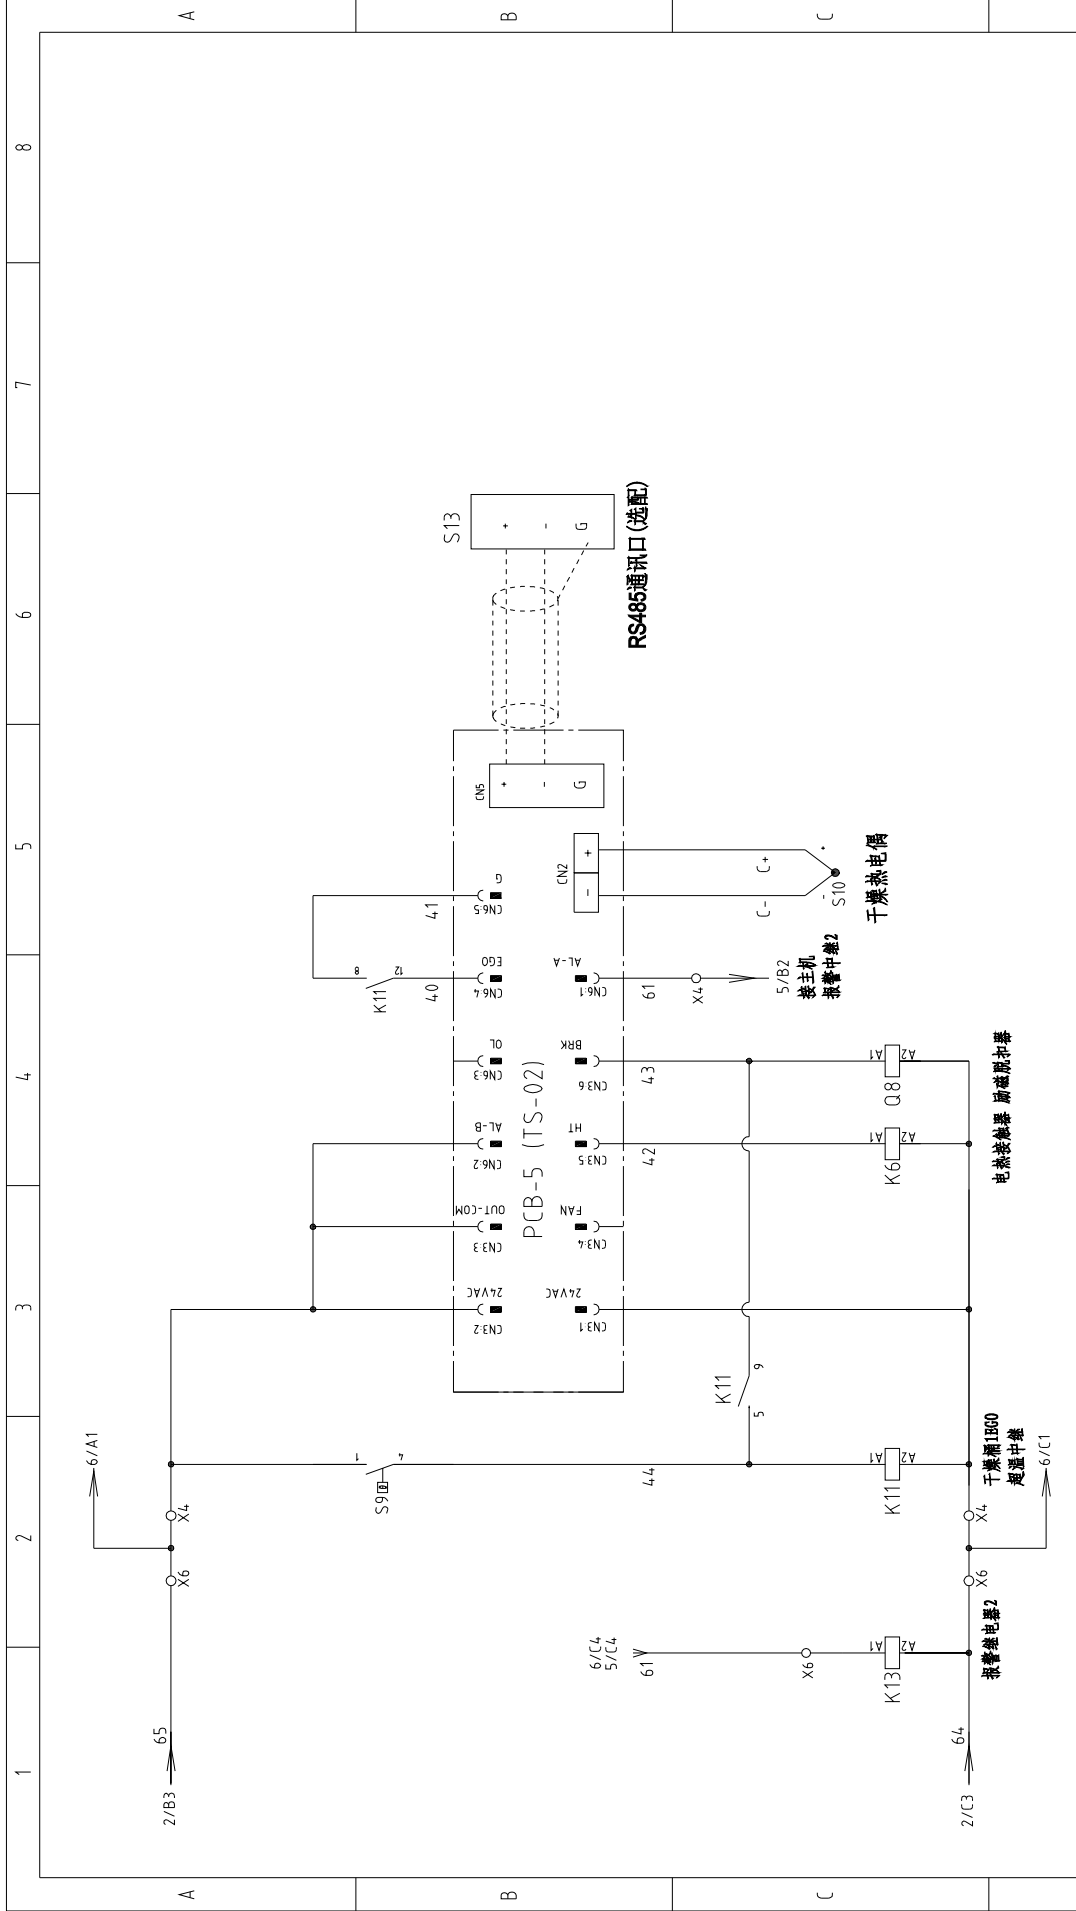 1
2
3
4
5
6
7
8
A
A
B
B
C
C
2/B3
65
X6
X4
6/A1
S9
1
4
K11
8
12
40
41
CN3:2
24VAC
CN3:3
OUT-COM
CN6:2
AL-B
CN6:3
OL
CN6:4
EGO
CN6:5
G
PCB-5 (TS-02)
CN3:1
24VAC
CN3:4
FAN
CN3:5
HT
CN3:6
BRK
CN6:1
AL-A
CN2
-
+
CN5
+
-
G
S13
+
-
G
RS485通讯口(选配)
6/C4
5/C4
61
44
42
43
61
X4
5/B2
接主机
报警中继2
C-
C+
-
+
S10
干燥热电偶
K11
5
9
X6
K13
A1
A2
K11
A1
A2
K6
A1
A2
Q8
A1
A2
2/C3
64
X6
X4
6/C1
报警继电器2
干燥桶1EGO
超温中继
电热接触器 励磁脱扣器